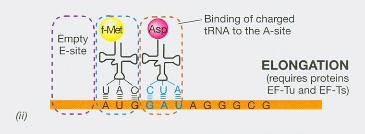 Empty
E-site
f-Met
Asp
Binding of charged
tRNA to the A-site
ELONGATION
(requires proteins
EF-Tu and EF-Ts)
U A C C U A
A U G G A U A G G G C G
(ii)